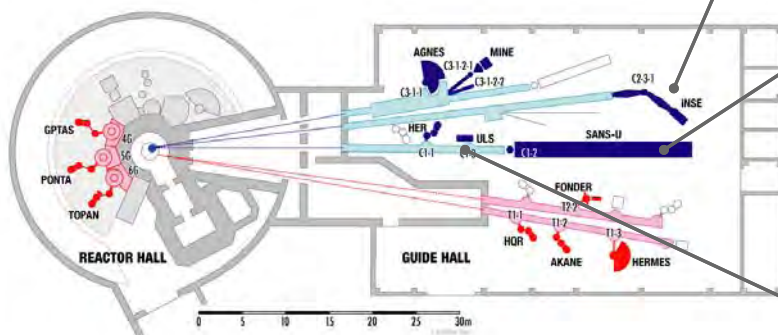 AGNES
MINE
C3-1-2-1
C3-1-2-2
C3-1-1
C2-3-1
iNSE
GPTAS
4G
5G
6G
PONTA
TOPAN
HER
ULS
C1-1
C1-2
SANS-U
FONDER
T2-2
T1-1
T1-2
T1-3
HQR
AKANE
HERMES
REACTOR HALL
GUIDE HALL
0 5 10 15 20 25 30m